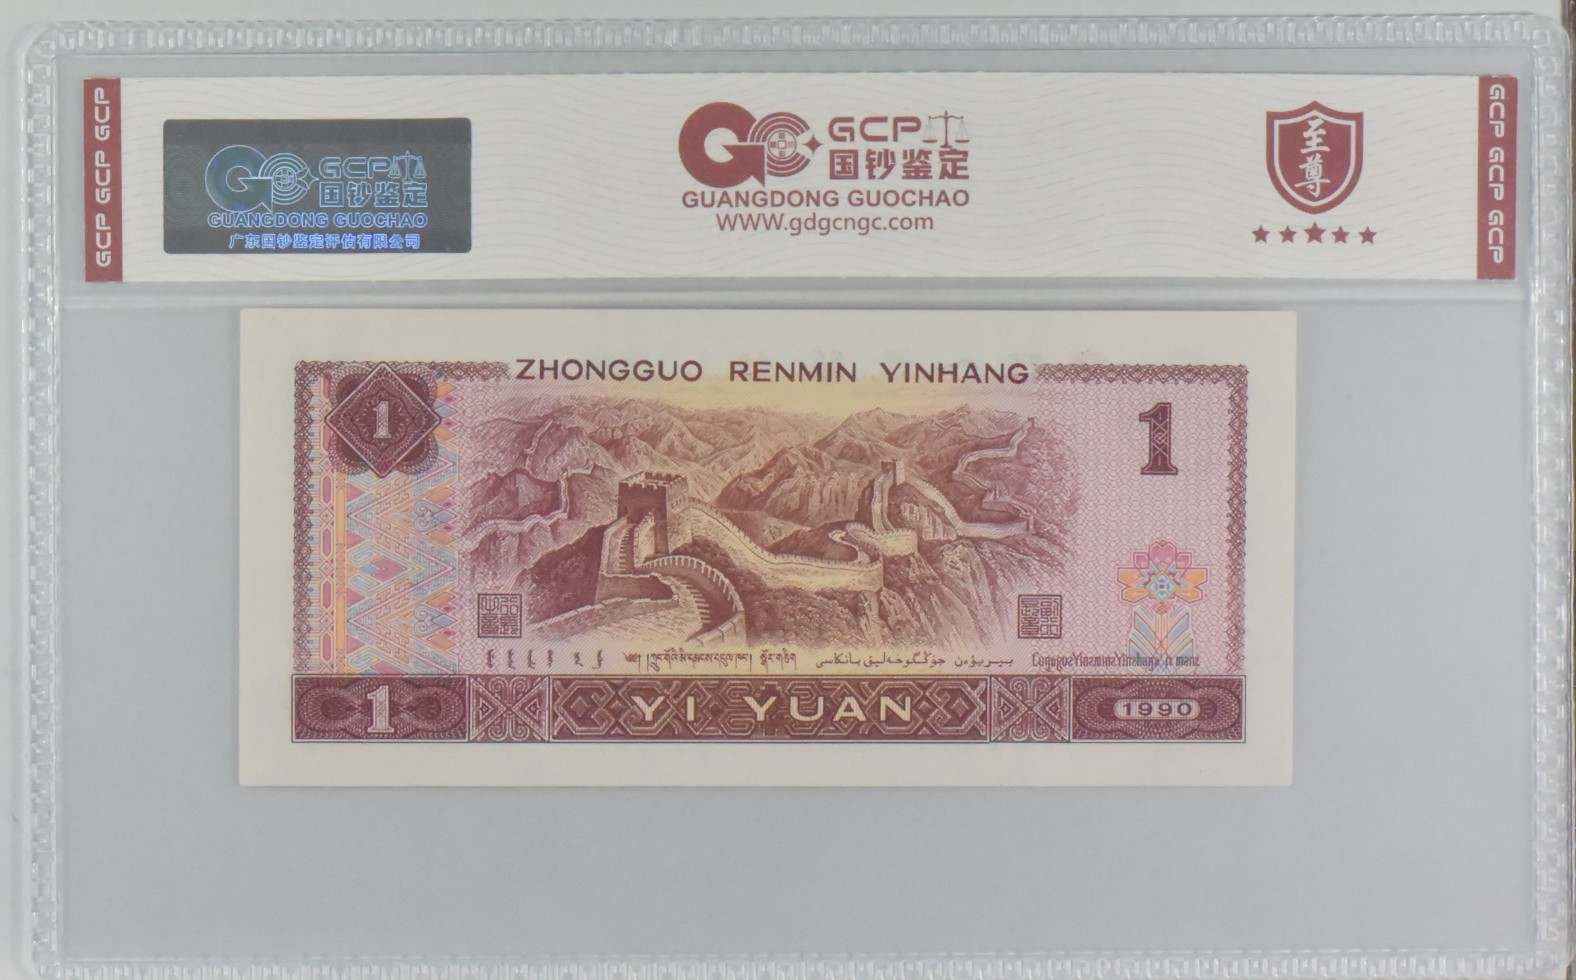 GCP GCP GCP
GCP
国钞鉴定
GUANGDONG GUOCHAO
广东国钞鉴定评估有限公司
GCP
国钞鉴定
GUANGDONG GUOCHAO
WWW.gdgcngc.com
至尊
GCP GCP GCP
ZHONGGUO RENMIN YINHANG
1
1
1
YI YUAN
1990